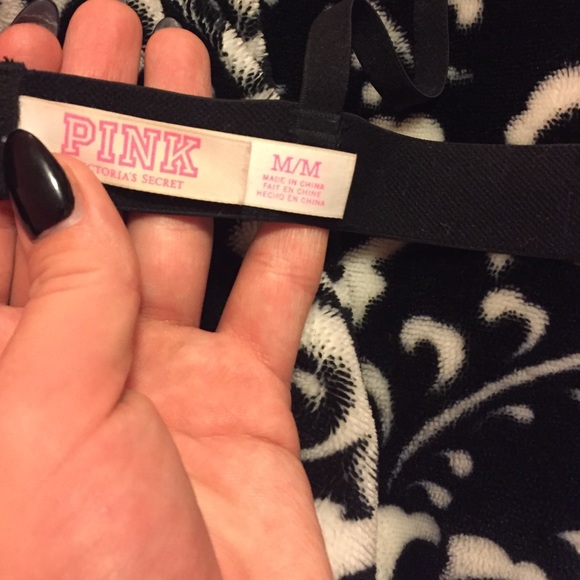 PINK
VICTORIA'S SECRET
M/M
MADE IN CHINA
FAIT EN CHINE
HECHO EN CHINA